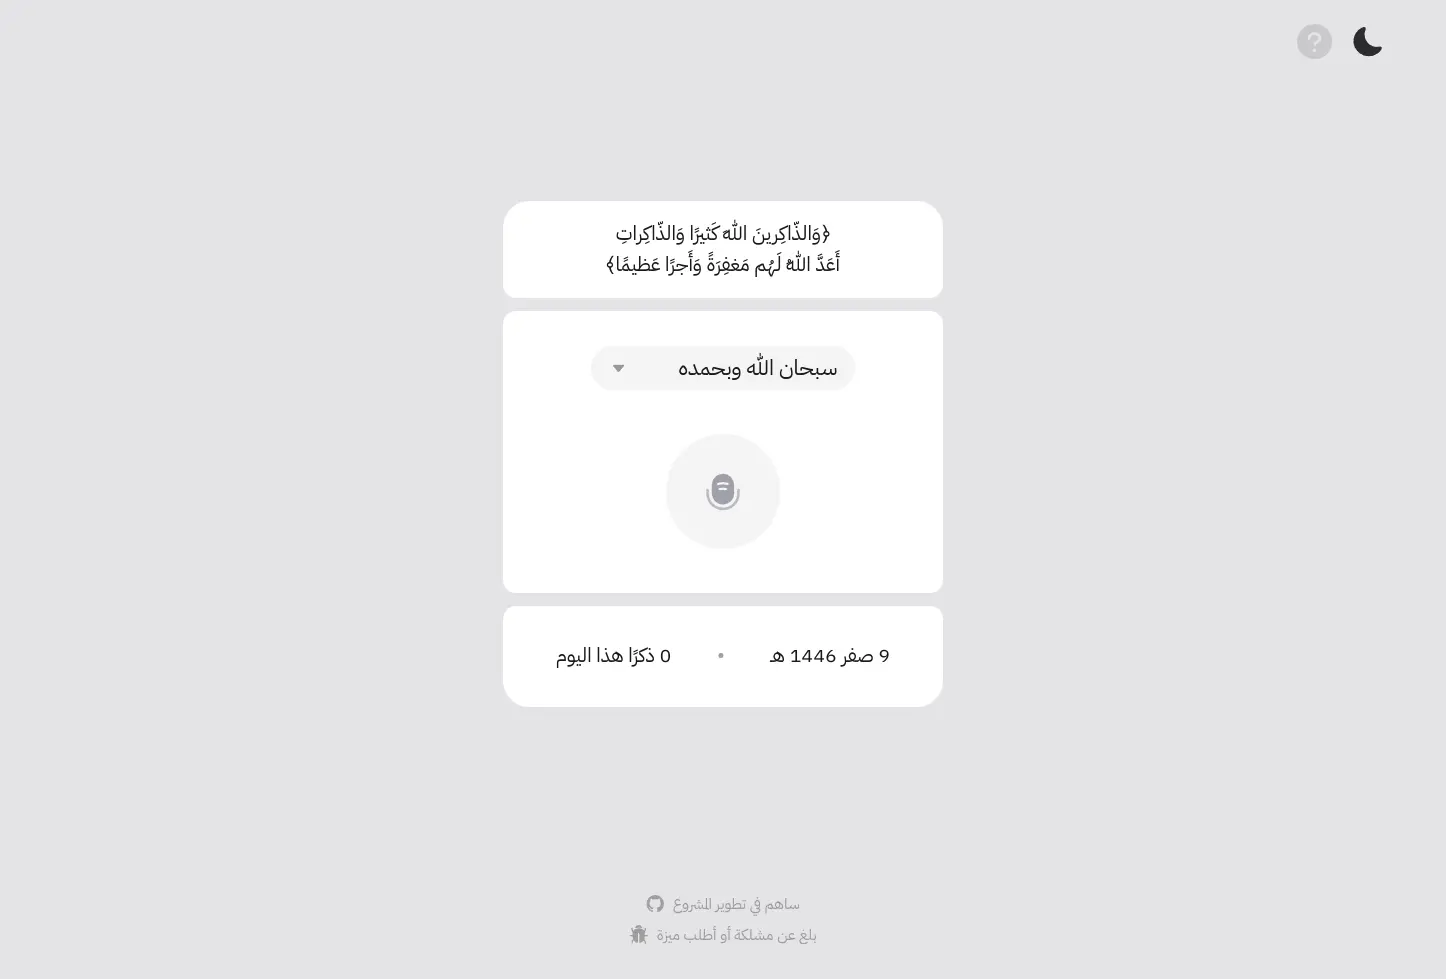 ﴿وَالذّاكِرينَ اللَّهَ كَثيرًا وَالذّاكِراتِ
أَعَدَّ اللَّهُ لَهُم مَغفِرَةً وَأَجرًا عَظيمًا﴾
سبحان الله وبحمده
9 صفر 1446 هـ • 0 ذكرًا هذا اليوم
ساهم في تطوير المشروع
بلغ عن مشلكة أو أطلب ميزة